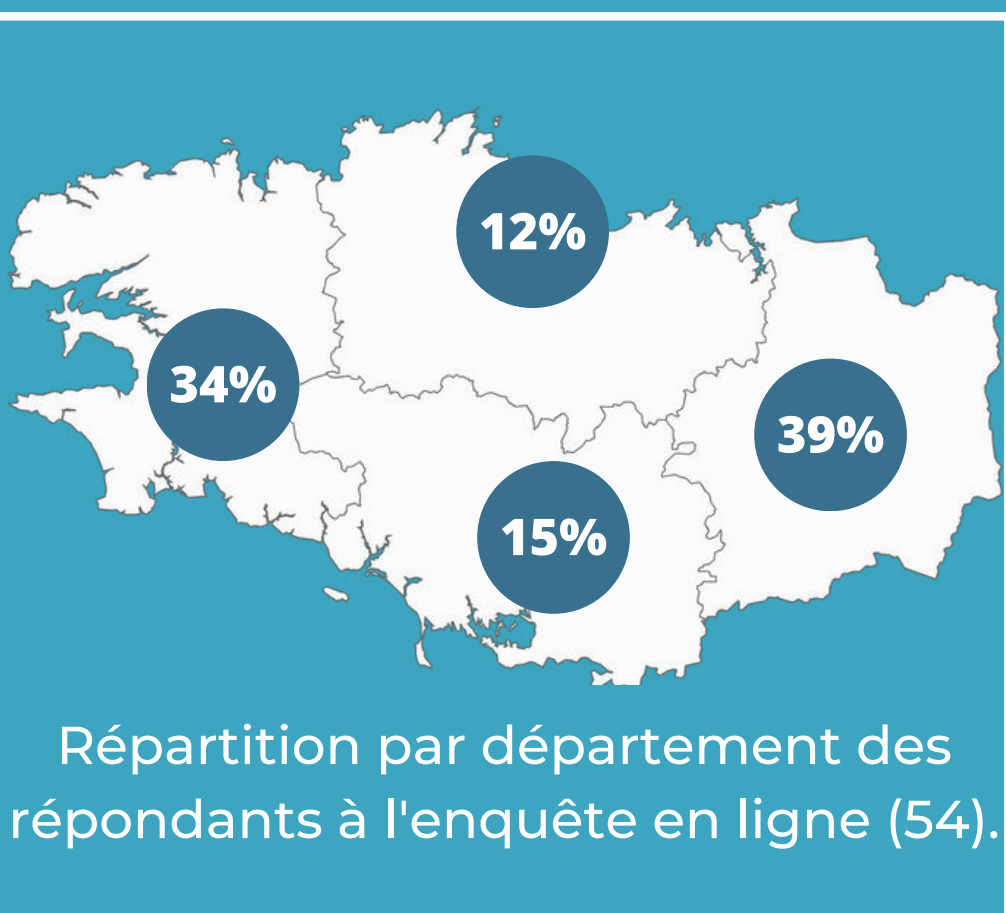 12%
34%
39%
15%
Répartition par département des
répondants à l'enquête en ligne (54).